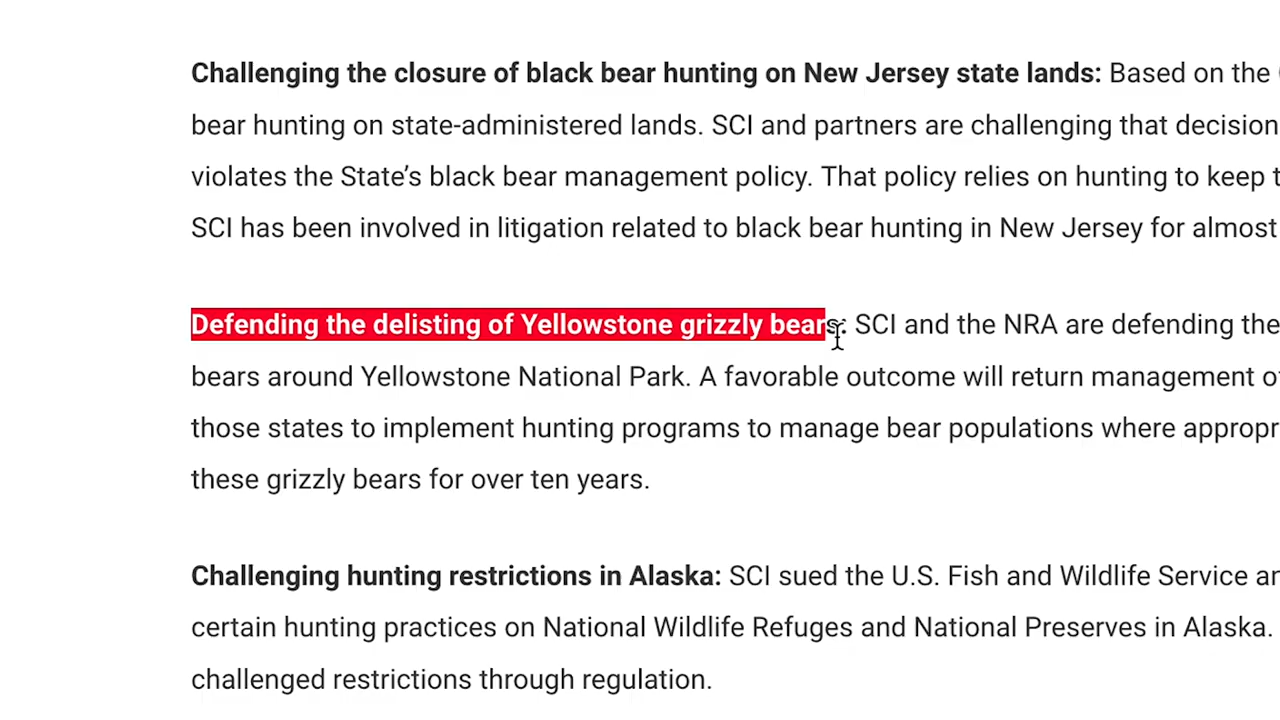 Challenging the closure of black bear hunting on New Jersey state lands: Based on the
bear hunting on state-administered lands. SCI and partners are challenging that decision
violates the State’s black bear management policy. That policy relies on hunting to keep
SCI has been involved in litigation related to black bear hunting in New Jersey for almost
Defending the delisting of Yellowstone grizzly bears: SCI and the NRA are defending the
bears around Yellowstone National Park. A favorable outcome will return management
those states to implement hunting programs to manage bear populations where
these grizzly bears for over ten years.
Challenging hunting restrictions in Alaska: SCI sued the U.S. Fish and Wildlife Service
certain hunting practices on National Wildlife Refuges and National Preserves in Alaska.
challenged restrictions through regulation.